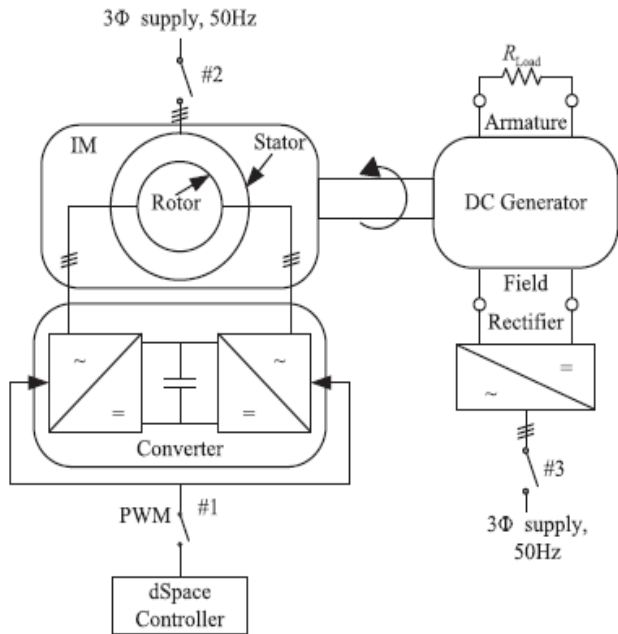 3Φ supply, 50Hz
#2
IM
Stator
Rotor
R_Load
Armature
DC Generator
Field
Rectifier
~
=
~
=
~
=
Converter
PWM
#1
dSpace
Controller
#3
3Φ supply,
50Hz